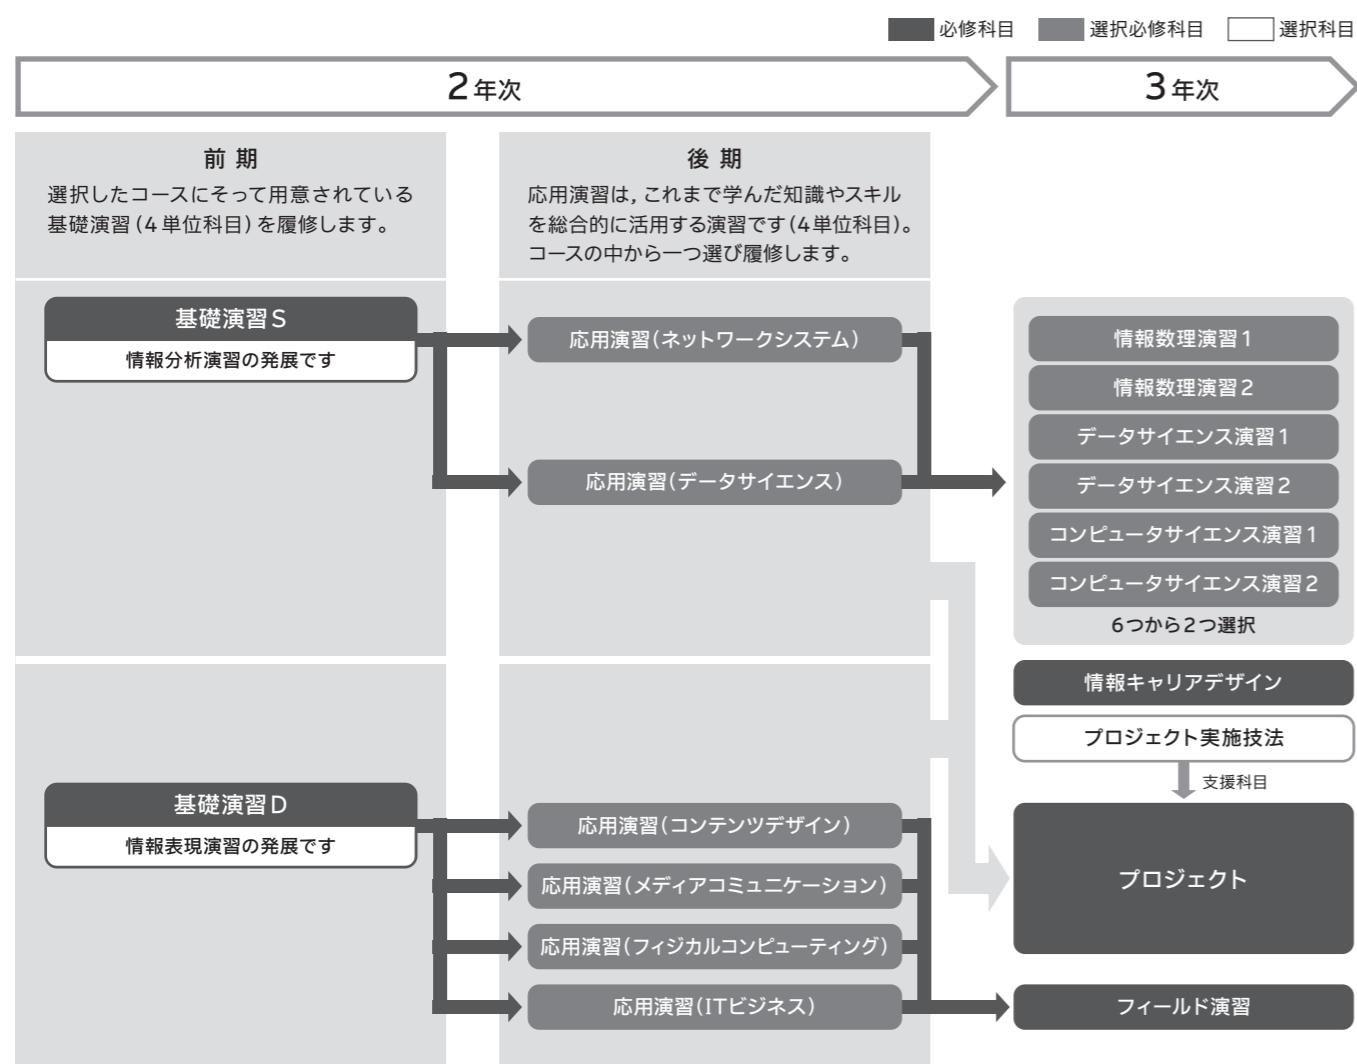 必修科目 選択必修科目 選択科目
2年次
3年次
前期
選択したコースにそって用意されている
基礎演習(4単位科目)を履修します。
後期
応用演習は,これまで学んだ知識やスキル
を総合的に活用する演習です(4単位科目)。
コースの中から一つ選び履修します。
基礎演習S
情報分析演習の発展です
応用演習(ネットワークシステム)
応用演習(データサイエンス)
情報数理演習1
情報数理演習2
データサイエンス演習1
データサイエンス演習2
コンピュータサイエンス演習1
コンピュータサイエンス演習2
6つから2つ選択
情報キャリアデザイン
プロジェクト実施技法
支援科目
基礎演習D
情報表現演習の発展です
応用演習(コンテンツデザイン)
応用演習(メディアコミュニケーション)
応用演習(フィジカルコンピューティング)
応用演習(ITビジネス)
プロジェクト
フィールド演習